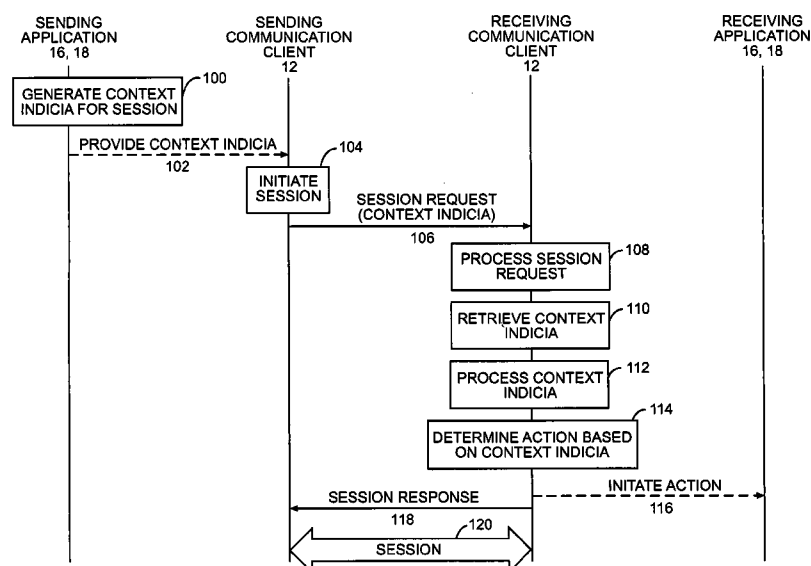 SENDING
APPLICATION
16, 18
SENDING
COMMUNICATION
CLIENT
12
RECEIVING
COMMUNICATION
CLIENT
12
RECEIVING
APPLICATION
16, 18
100
GENERATE CONTEXT
INDICIA FOR SESSION
PROVIDE CONTEXT INDICIA
102
104
INITIATE
SESSION
SESSION REQUEST
(CONTEXT INDICIA)
106
108
PROCESS SESSION
REQUEST
110
RETRIEVE CONTEXT
INDICIA
112
PROCESS CONTEXT
INDICIA
114
DETERMINE ACTION BASED
ON CONTEXT INDICIA
INITATE ACTION
116
SESSION RESPONSE
118
120
SESSION